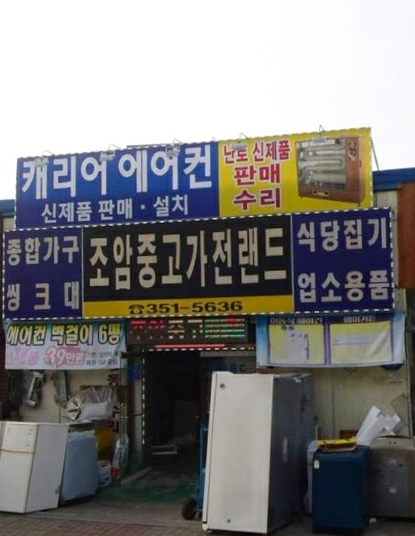 캐리어 에어컨
신제품 판매 · 설치
난로 신제품
판매
수리
종합가구
씽크대
조암중고가전랜드
☎351-5636
식당집기
업소용품
에어컨 벽걸이 6평
39만원